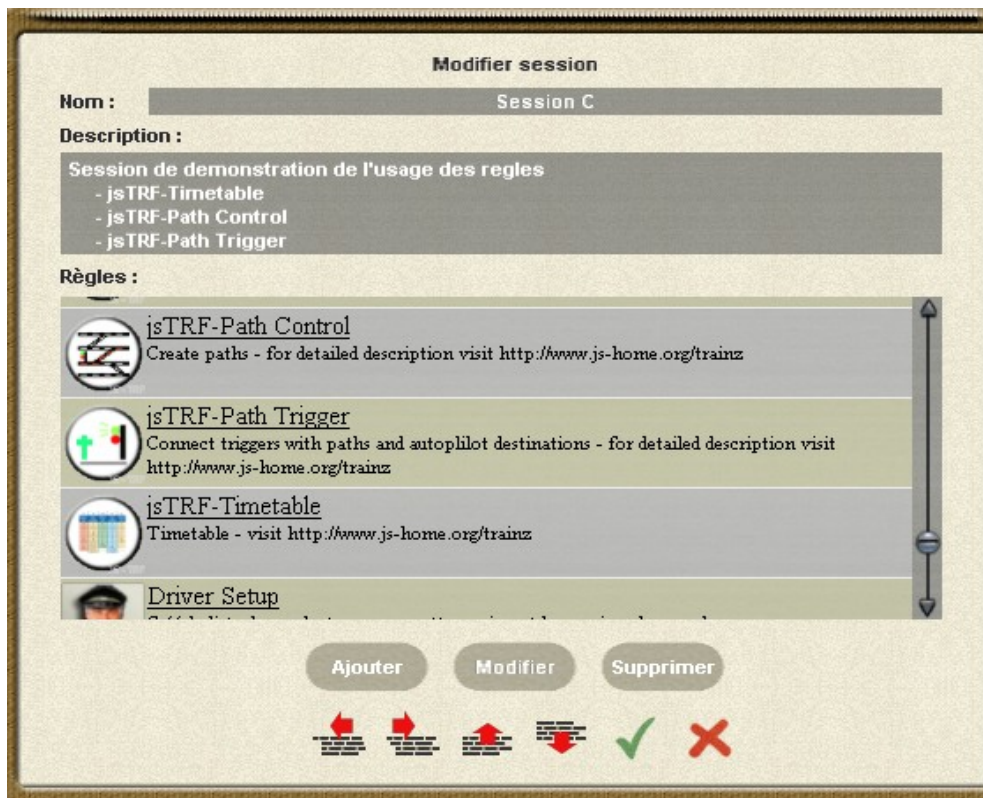 Modifier session
Nom :
Session C
Description :
Session de demonstration de l'usage des regles
- jsTRF-Timetable
- jsTRF-Path Control
- jsTRF-Path Trigger
Règles :
jsTRF-Path Control
Create paths - for detailed description visit http://www.js-home.org/trainz
jsTRF-Path Trigger
Connect triggers with paths and autoplilot destinations - for detailed description visit
http://www.js-home.org/trainz
jsTRF-Timetable
Timetable - visit http://www.js-home.org/trainz
Driver Setup
Ajouter
Modifier
Supprimer